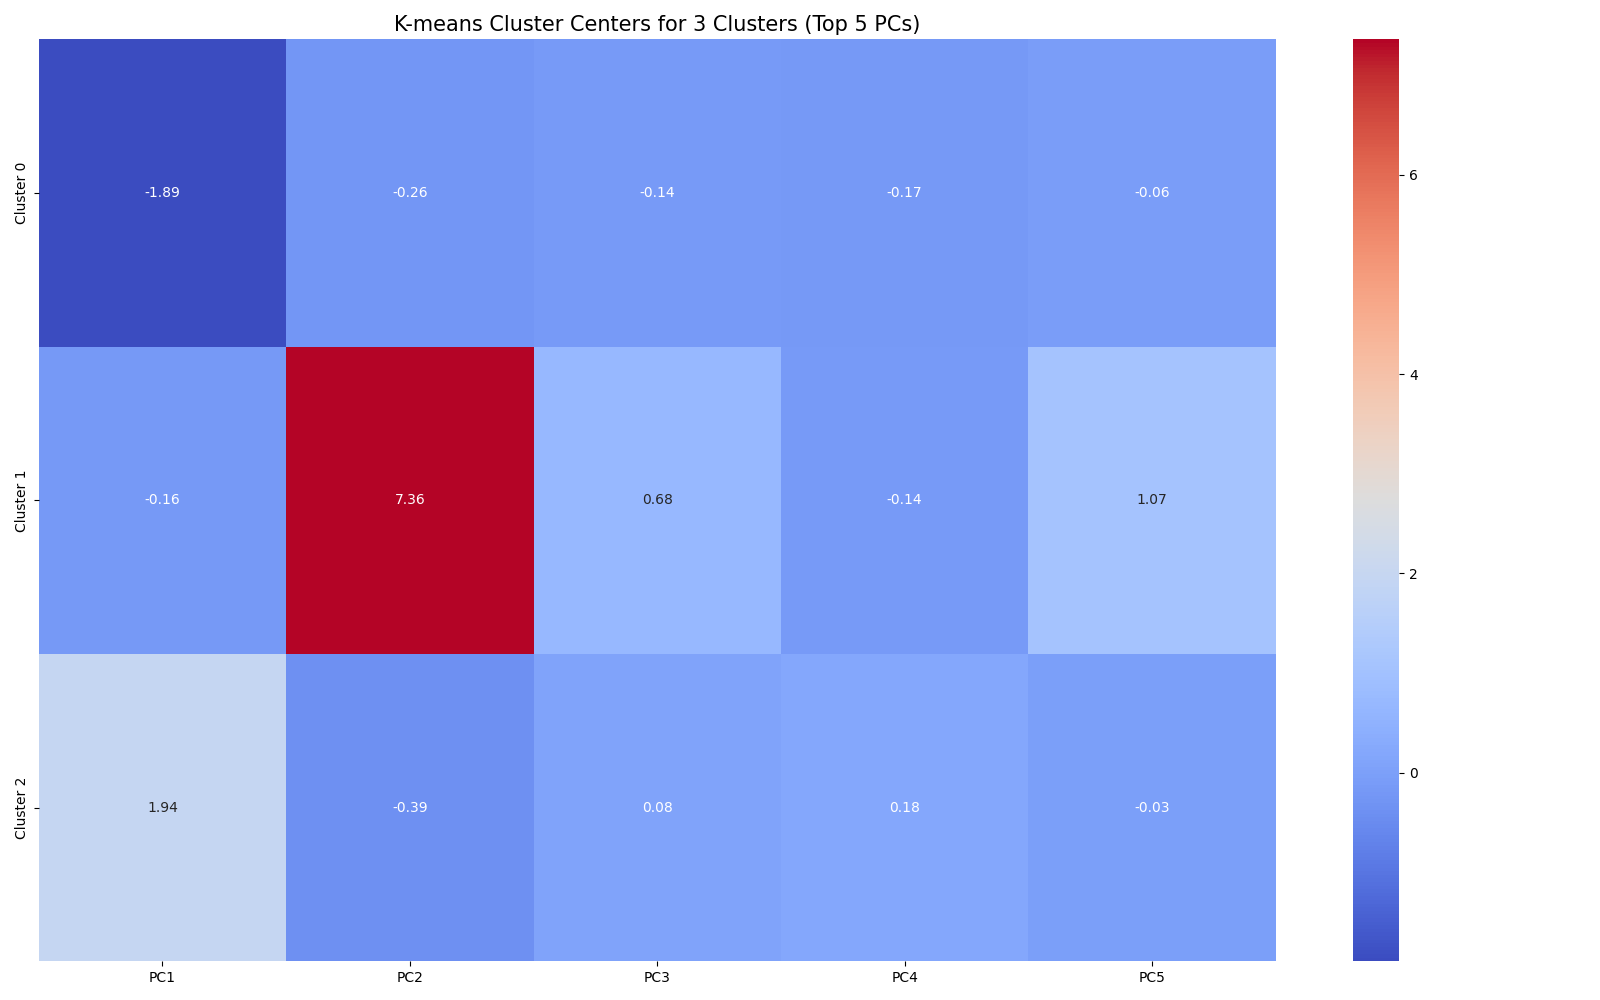 K-means Cluster Centers for 3 Clusters (Top 5 PCs)
Cluster 0
-1.89 -0.26 -0.14 -0.17 -0.06
Cluster 1
-0.16 7.36 0.68 -0.14 1.07
Cluster 2
1.94 -0.39 0.08 0.18 -0.03
PC1 PC2 PC3 PC4 PC5
6
4
2
0